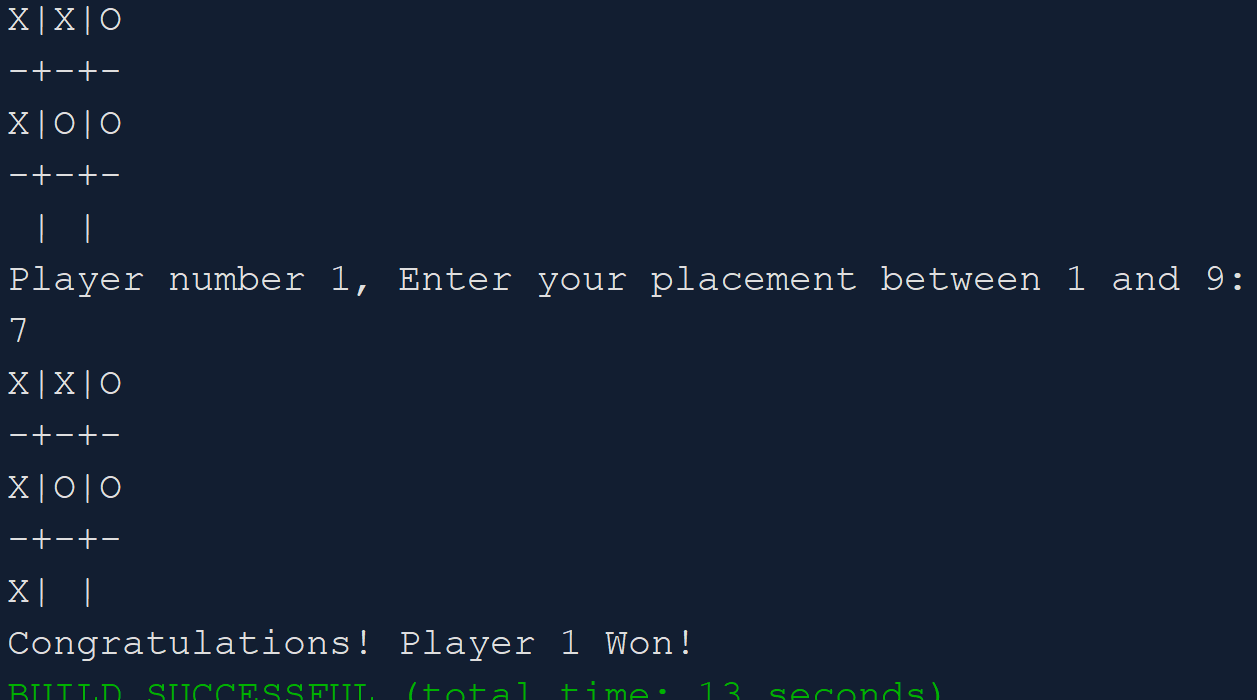 X|X|O
-+-+-
X|O|O
-+-+-
 | |
Player number 1, Enter your placement between 1 and 9:
7
X|X|O
-+-+-
X|O|O
-+-+-
X| |
Congratulations! Player 1 Won!
BUILD SUCCESSFUL (total time: 13 seconds)